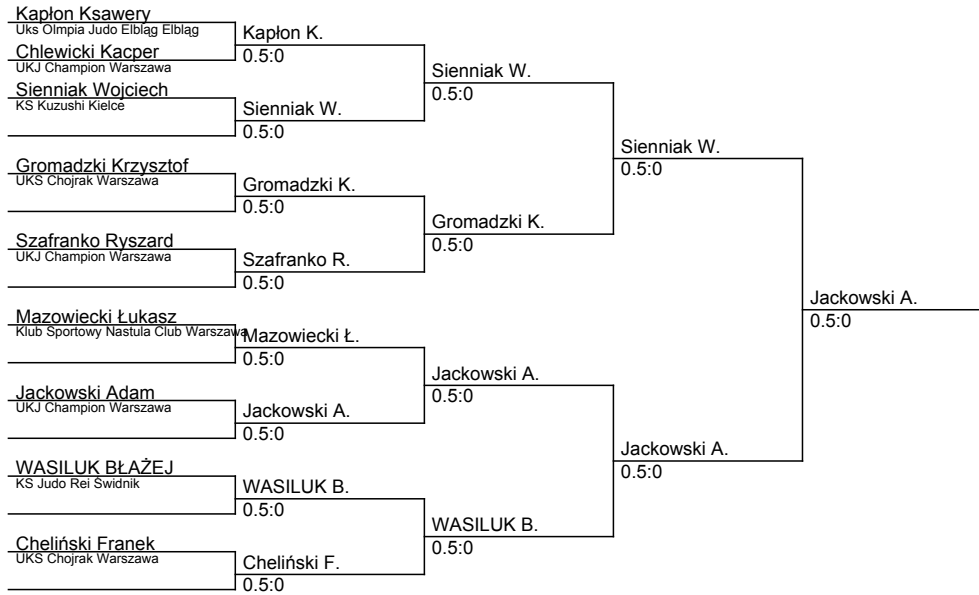 Kapłon Ksawery
Uks Olmpia Judo Elbląg Elbląg
Kapłon K.
0.5:0
Chlewicki Kacper
UKJ Champion Warszawa
Sienniak W.
0.5:0
Sienniak Wojciech
KS Kuzushi Kielce
Sienniak W.
0.5:0
Sienniak W.
0.5:0
Gromadzki Krzysztof
UKS Chojrak Warszawa
Gromadzki K.
0.5:0
Gromadzki K.
0.5:0
Szafranko Ryszard
UKJ Champion Warszawa
Szafranko R.
0.5:0
Jackowski A.
0.5:0
Mazowiecki Łukasz
Klub Sportowy Nastula Club Warszawa
Mazowiecki Ł.
0.5:0
Jackowski A.
0.5:0
Jackowski Adam
UKJ Champion Warszawa
Jackowski A.
0.5:0
Jackowski A.
0.5:0
WASILUK BŁAŻEJ
KS Judo Rei Świdnik
WASILUK B.
0.5:0
WASILUK B.
0.5:0
Cheliński Franek
UKS Chojrak Warszawa
Cheliński F.
0.5:0